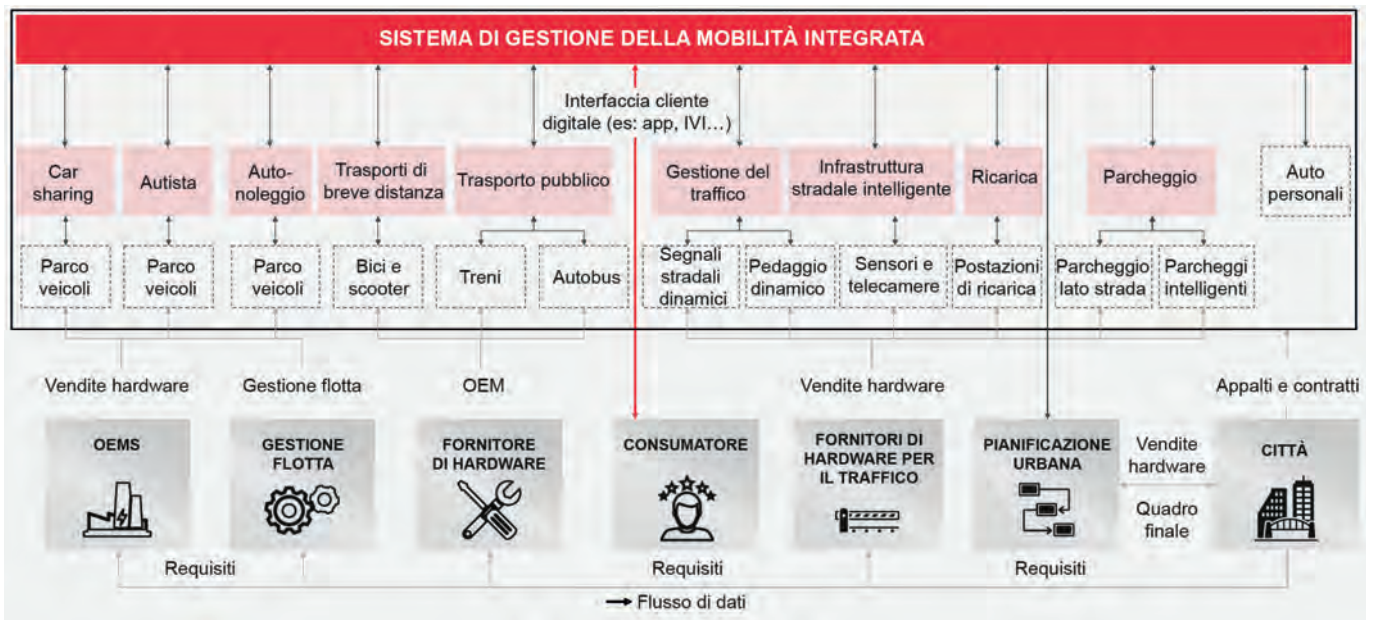 SISTEMA DI GESTIONE DELLA MOBILITÀ INTEGRATA
Interfaccia cliente
digitale (es: app, IVI…)
Car
sharing
Autista
Auto-
noleggio
Trasporti di
breve distanza
Trasporto pubblico
Gestione del
traffico
Infrastruttura
stradale intelligente
Ricarica
Parcheggio
Auto
personali
Parco
veicoli
Parco
veicoli
Parco
veicoli
Bici e
scooter
Treni
Autobus
Segnali
stradali
dinamici
Pedaggio
dinamico
Sensori e
telecamere
Postazioni
di ricarica
Parcheggio
lato strada
Parcheggi
intelligenti
Vendite hardware
Gestione flotta
OEM
Vendite hardware
Appalti e contratti
OEMS
GESTIONE
FLOTTA
FORNITORE
DI HARDWARE
CONSUMATORE
FORNITORI DI
HARDWARE PER
IL TRAFFICO
PIANIFICAZIONE
URBANA
Vendite
hardware
Quadro
finale
CITTÀ
Requisiti
Requisiti
Requisiti
Flusso di dati